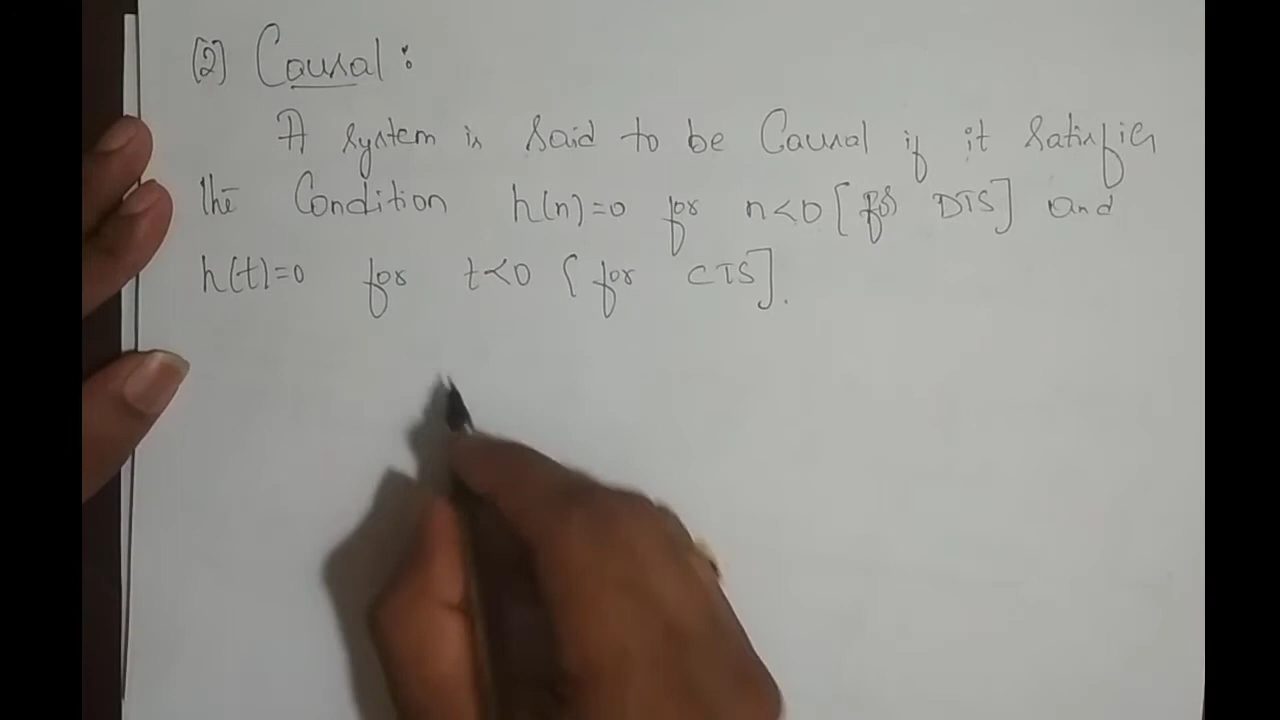 (2) Causal :
A system is said to be Causal if it satisfies
the Condition h(n)=0 for n<0 [for DTS] and
h(t)=0 for t<0 [for CTS].